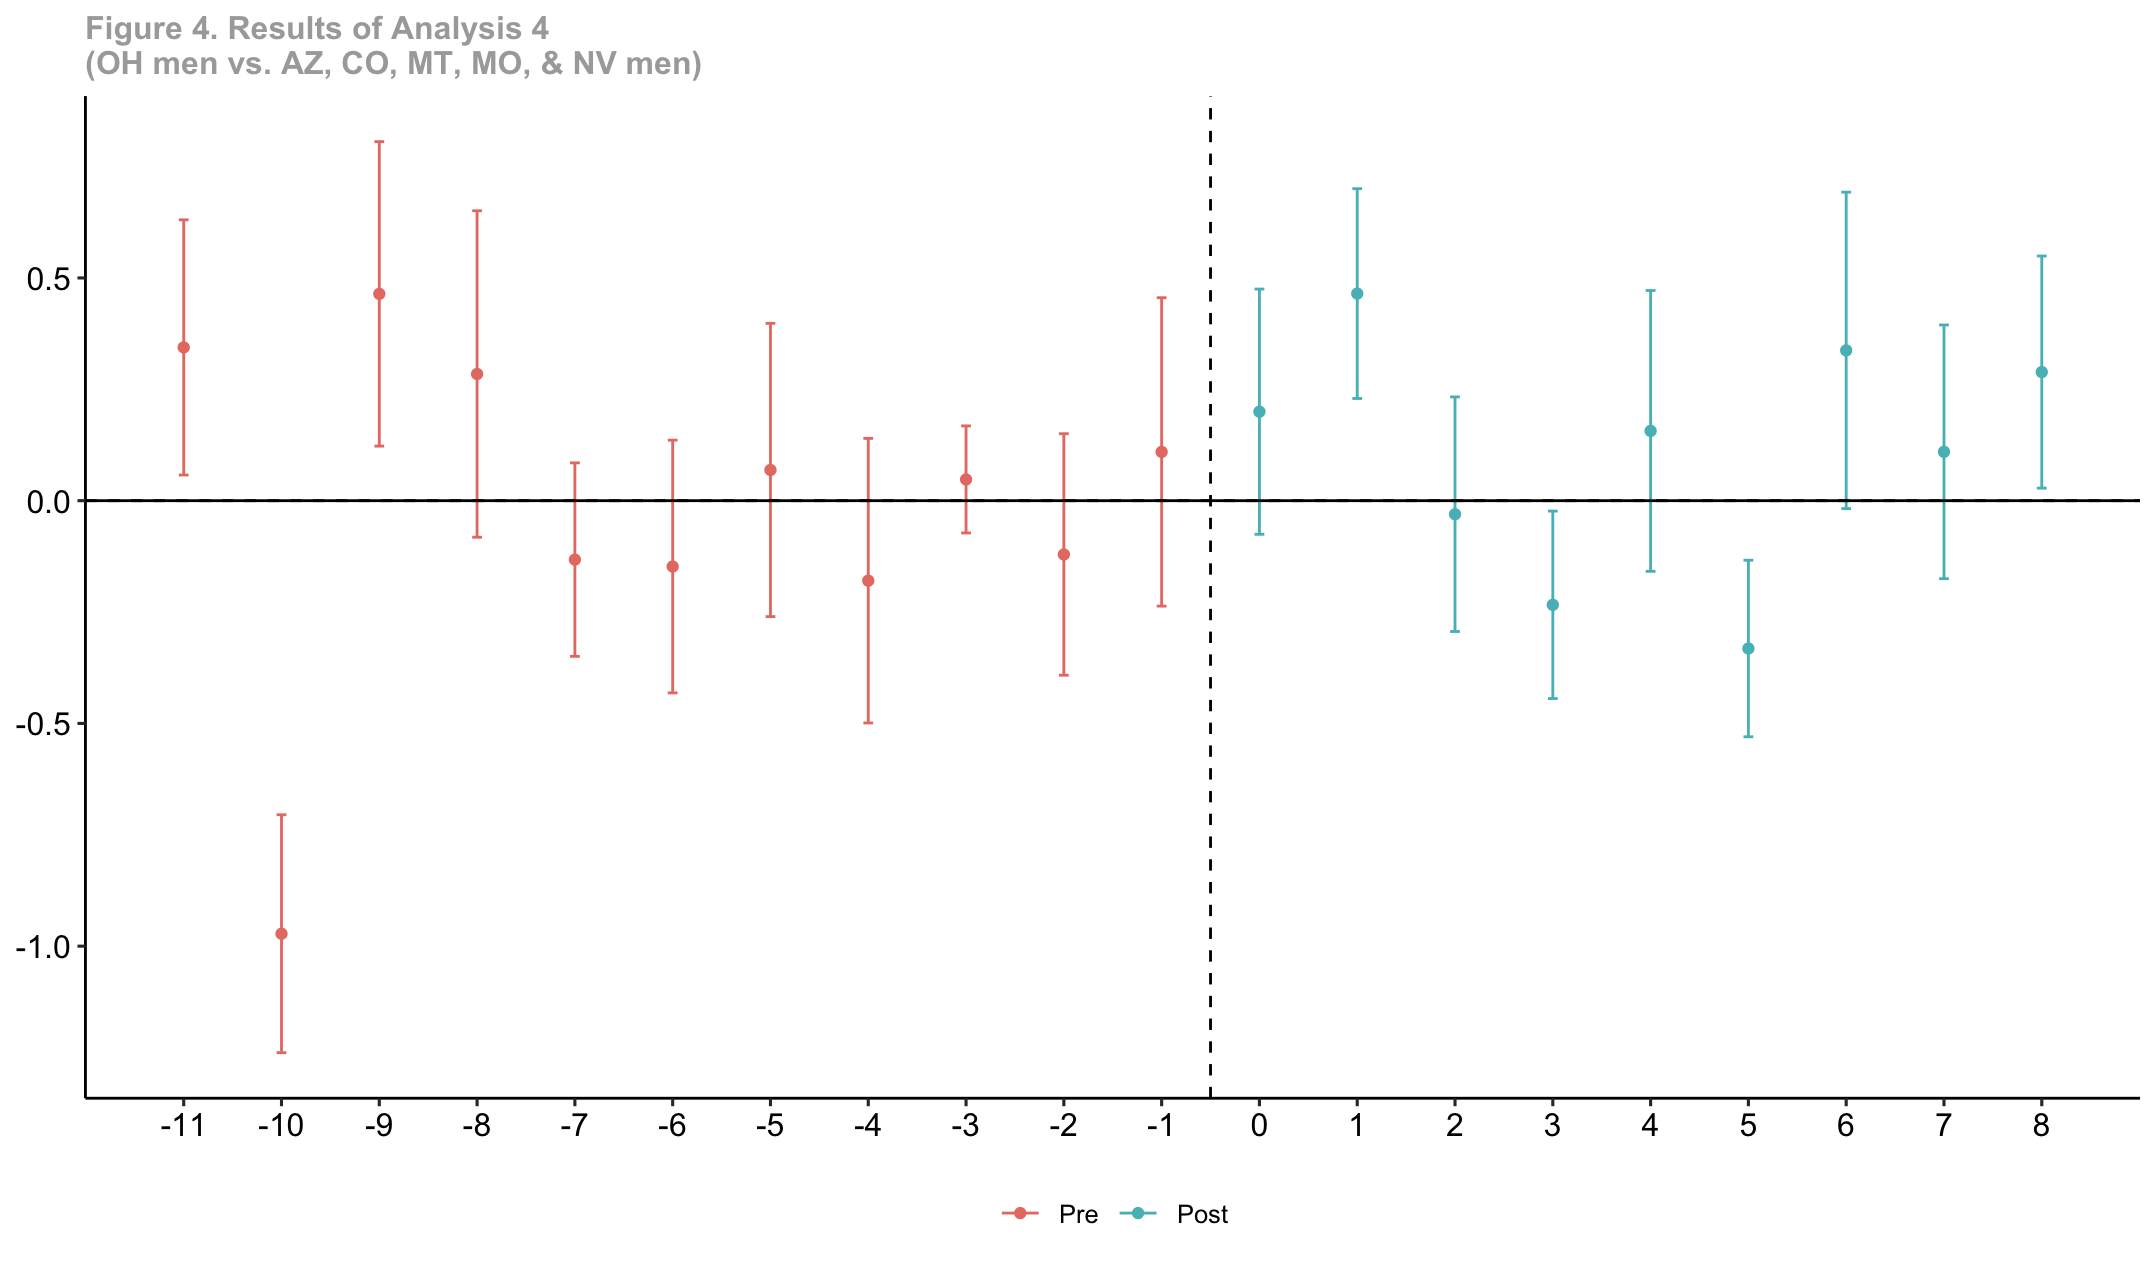 Figure 4. Results of Analysis 4
(OH men vs. AZ, CO, MT, MO, & NV men)
0.5
0.0
-0.5
-1.0
-11 -10 -9 -8 -7 -6 -5 -4 -3 -2 -1 0 1 2 3 4 5 6 7 8
Pre Post